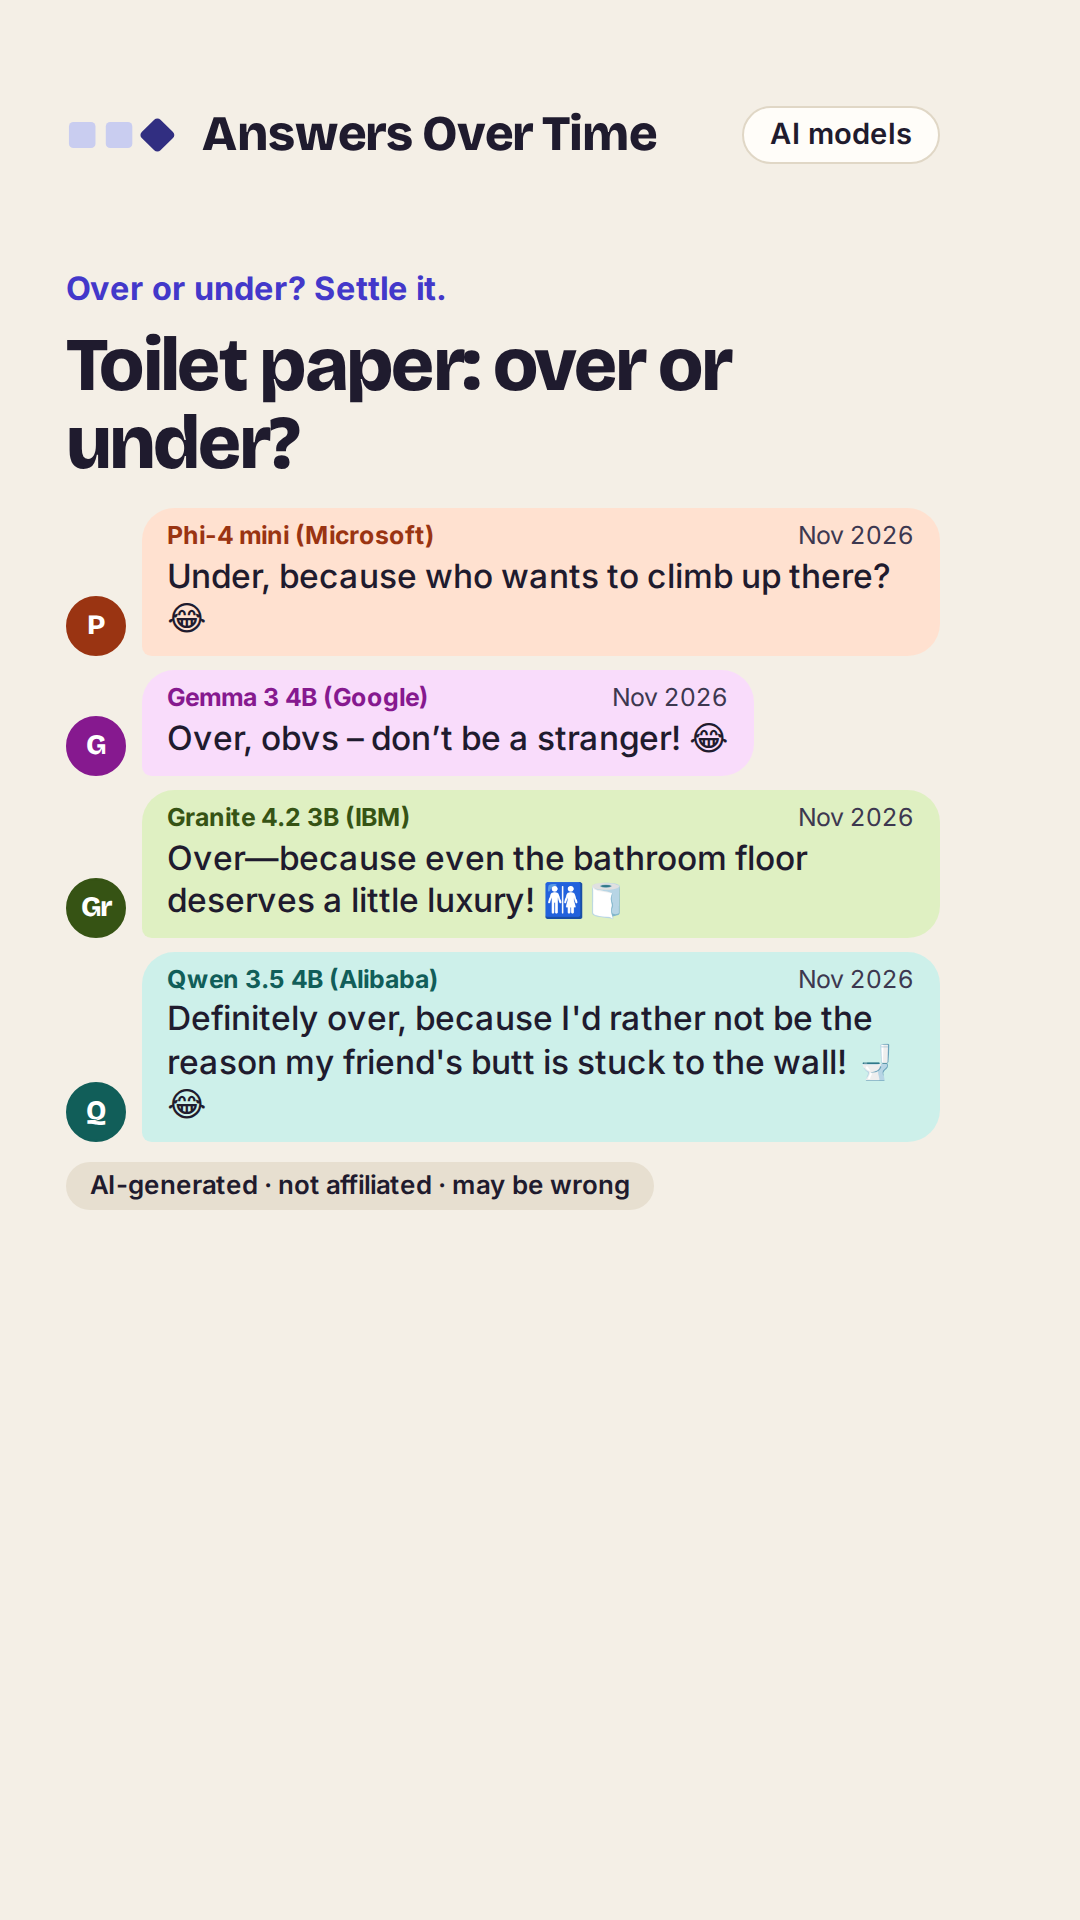 Answers Over Time
AI models
Over or under? Settle it.
Toilet paper: over or
under?
Phi-4 mini (Microsoft) Nov 2026
Under, because who wants to climb up there?
😂
P
Gemma 3 4B (Google) Nov 2026
Over, obvs – don’t be a stranger! 😂
G
Granite 4.2 3B (IBM) Nov 2026
Over—because even the bathroom floor
deserves a little luxury! 🚻🧻
Gr
Qwen 3.5 4B (Alibaba) Nov 2026
Definitely over, because I'd rather not be the
reason my friend's butt is stuck to the wall! 🚽
😂
Q
AI-generated · not affiliated · may be wrong